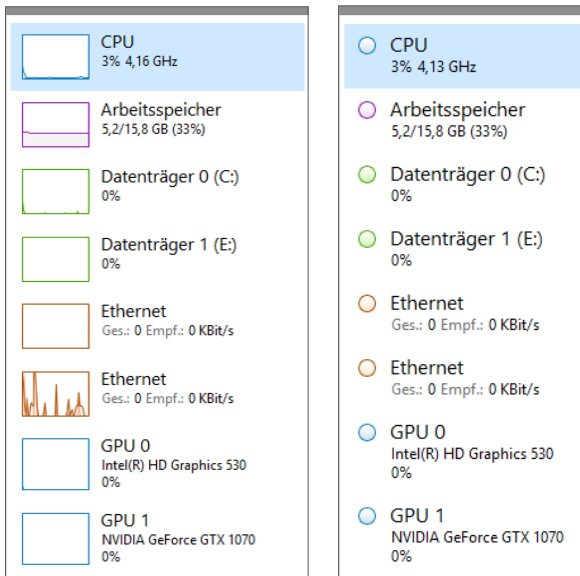 CPU
3% 4,16 GHz
Arbeitsspeicher
5,2/15,8 GB (33%)
Datenträger 0 (C:)
0%
Datenträger 1 (E:)
0%
Ethernet
Ges.: 0 Empf.: 0 KBit/s
Ethernet
Ges.: 0 Empf.: 0 KBit/s
GPU 0
Intel(R) HD Graphics 530
0%
GPU 1
NVIDIA GeForce GTX 1070
0%
CPU
3% 4,13 GHz
Arbeitsspeicher
5,2/15,8 GB (33%)
Datenträger 0 (C:)
0%
Datenträger 1 (E:)
0%
Ethernet
Ges.: 0 Empf.: 0 KBit/s
Ethernet
Ges.: 0 Empf.: 0 KBit/s
GPU 0
Intel(R) HD Graphics 530
0%
GPU 1
NVIDIA GeForce GTX 1070
0%